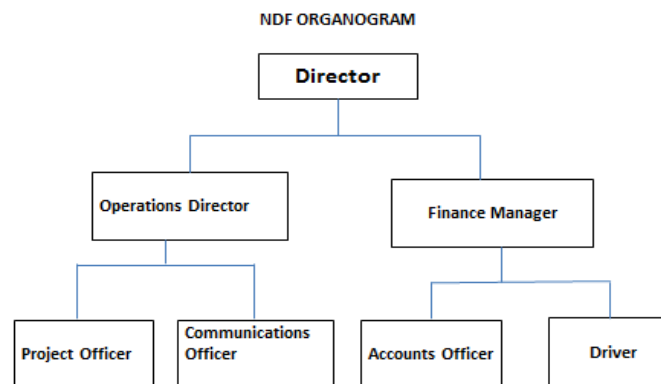 NDF ORGANOGRAM
Director
Operations Director
Finance Manager
Project Officer
Communications
Officer
Accounts Officer
Driver